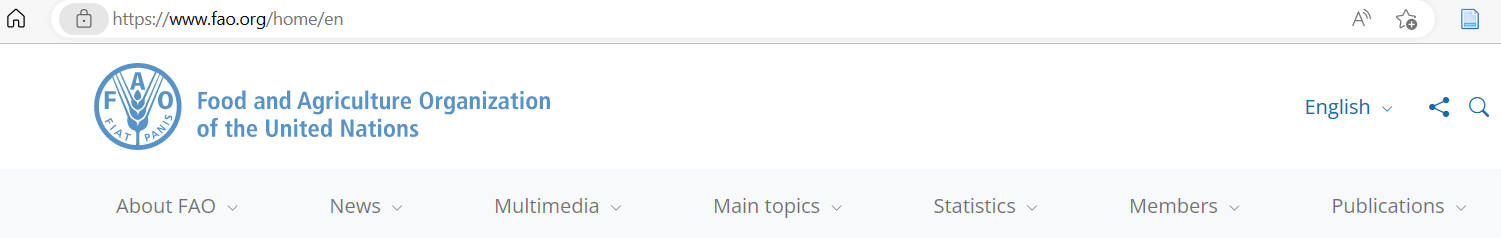 https://www.fao.org/home/en
F A O
FIAT PANIS
Food and Agriculture Organization
of the United Nations
English
About FAO News Multimedia Main topics Statistics Members Publications